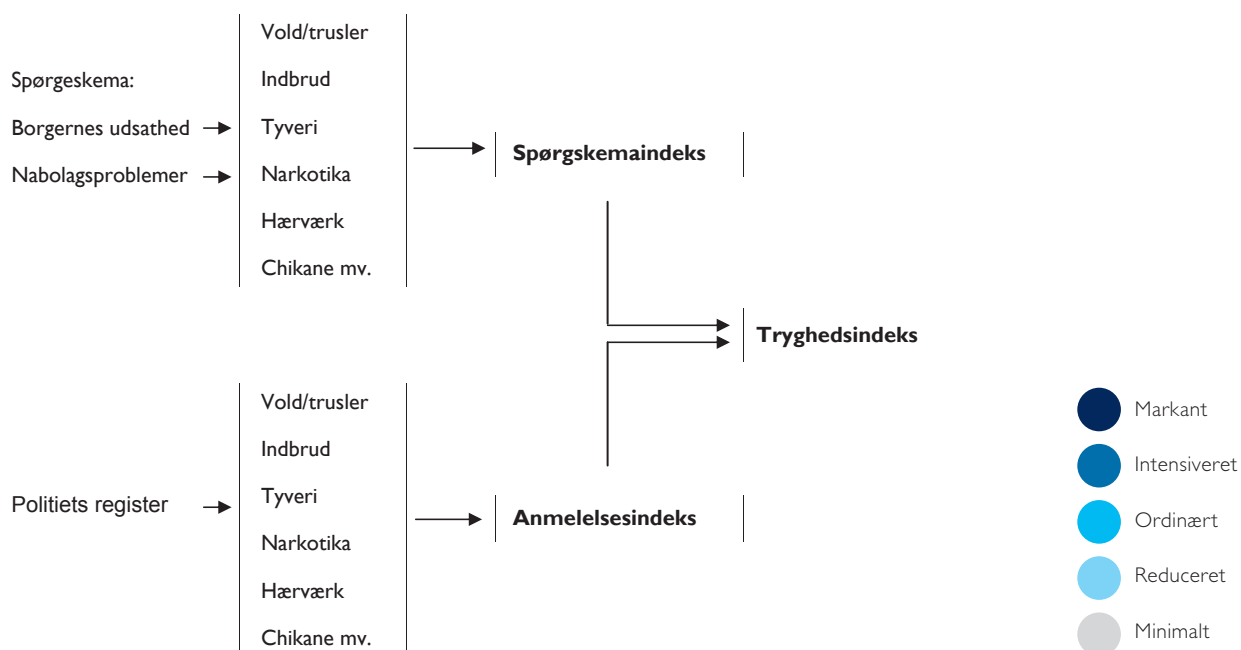 Spørgeskema:
Borgernes udsathed
Nabolagsproblemer
Vold/trusler
Indbrud
Tyveri
Narkotika
Hærværk
Chikane mv.
Spørgskemaindeks
Tryghedsindeks
Politiets register
Vold/trusler
Indbrud
Tyveri
Narkotika
Hærværk
Chikane mv.
Anmelelsesindeks
Markant
Intensiveret
Ordinært
Reduceret
Minimalt